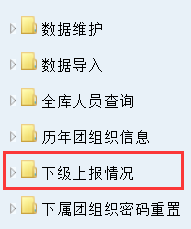 数据维护
数据导入
全库人员查询
历年团组织信息
下级上报情况
下属团组织密码重置